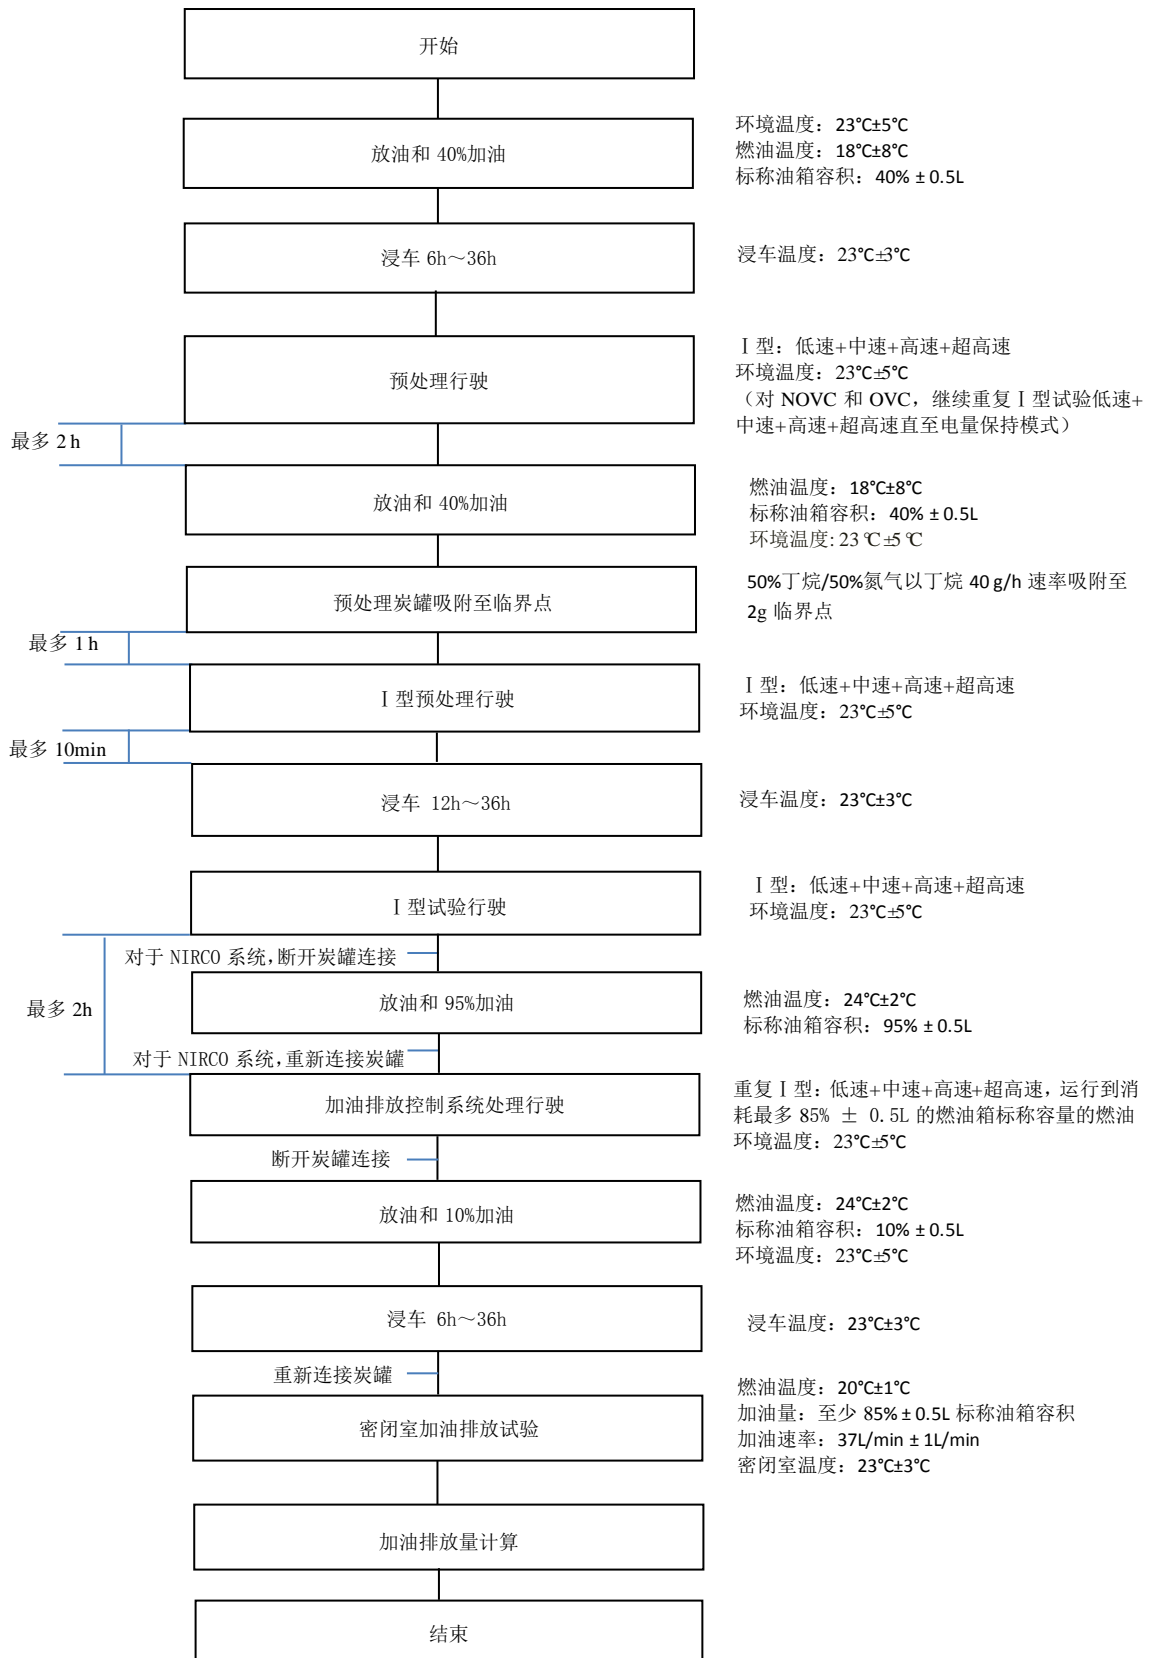 开始
放油和 40%加油
环境温度：23℃±5℃
燃油温度：18℃±8℃
标称油箱容积：40% ± 0.5L
浸车 6h～36h
浸车温度：23℃±3℃
预处理行驶
Ⅰ型：低速+中速+高速+超高速
环境温度：23℃±5℃
（对 NOVC 和 OVC，继续重复Ⅰ型试验低速+
中速+高速+超高速直至电量保持模式）
最多 2 h
放油和 40%加油
燃油温度：18℃±8℃
标称油箱容积：40% ± 0.5L
环境温度: 23 ℃ ±5 ℃
预处理炭罐吸附至临界点
50%丁烷/50%氮气以丁烷 40 g/h 速率吸附至
2g 临界点
最多 1 h
Ⅰ型预处理行驶
Ⅰ型：低速+中速+高速+超高速
环境温度：23℃±5℃
最多 10min
浸车 12h～36h
浸车温度：23℃±3℃
Ⅰ型试验行驶
Ⅰ型：低速+中速+高速+超高速
环境温度：23℃±5℃
对于 NIRCO 系统,断开炭罐连接
最多 2h
放油和 95%加油
燃油温度：24℃±2℃
标称油箱容积：95% ± 0.5L
对于 NIRCO 系统,重新连接炭罐
加油排放控制系统处理行驶
重复Ⅰ型：低速+中速+高速+超高速，运行到消
耗最多 85% ± 0.5L 的燃油箱标称容量的燃油
环境温度：23℃±5℃
断开炭罐连接
放油和 10%加油
燃油温度：24℃±2℃
标称油箱容积：10% ± 0.5L
环境温度：23℃±5℃
浸车 6h～36h
浸车温度：23℃±3℃
重新连接炭罐
密闭室加油排放试验
燃油温度：20℃±1℃
加油量：至少 85% ± 0.5L 标称油箱容积
加油速率：37L/min ± 1L/min
密闭室温度：23℃±3℃
加油排放量计算
结束